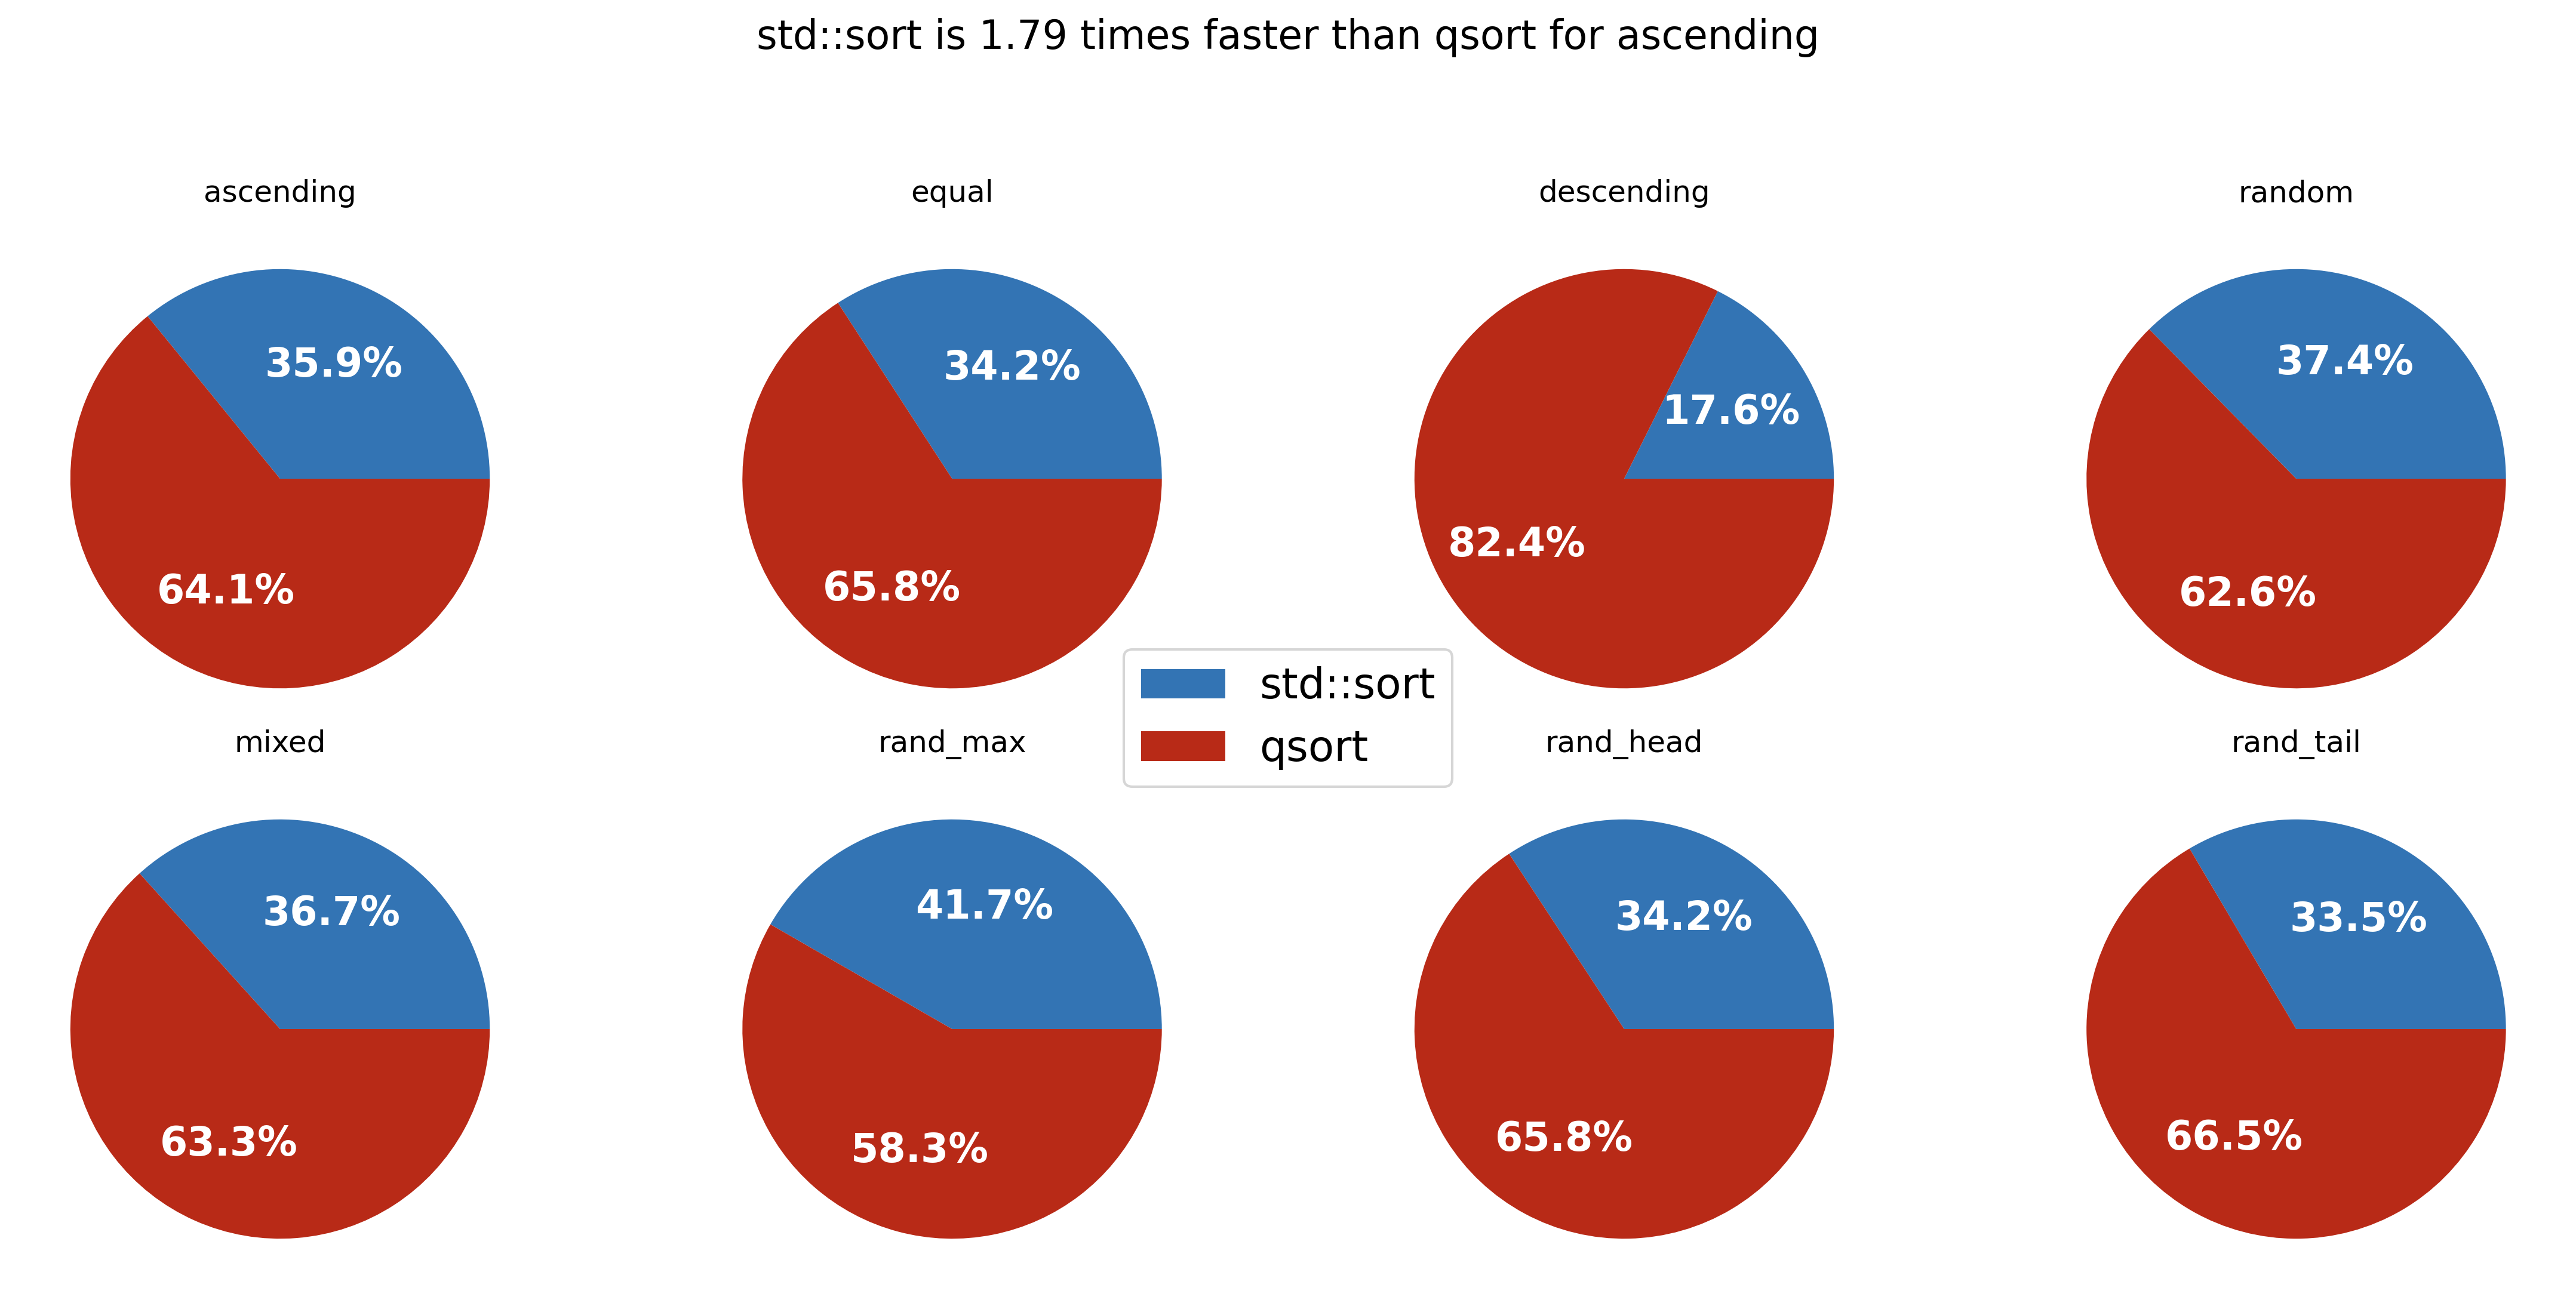 std::sort is 1.79 times faster than qsort for ascending
ascending
35.9%
64.1%
equal
34.2%
65.8%
descending
17.6%
82.4%
random
37.4%
62.6%
std::sort
qsort
mixed
36.7%
63.3%
rand_max
41.7%
58.3%
rand_head
34.2%
65.8%
rand_tail
33.5%
66.5%